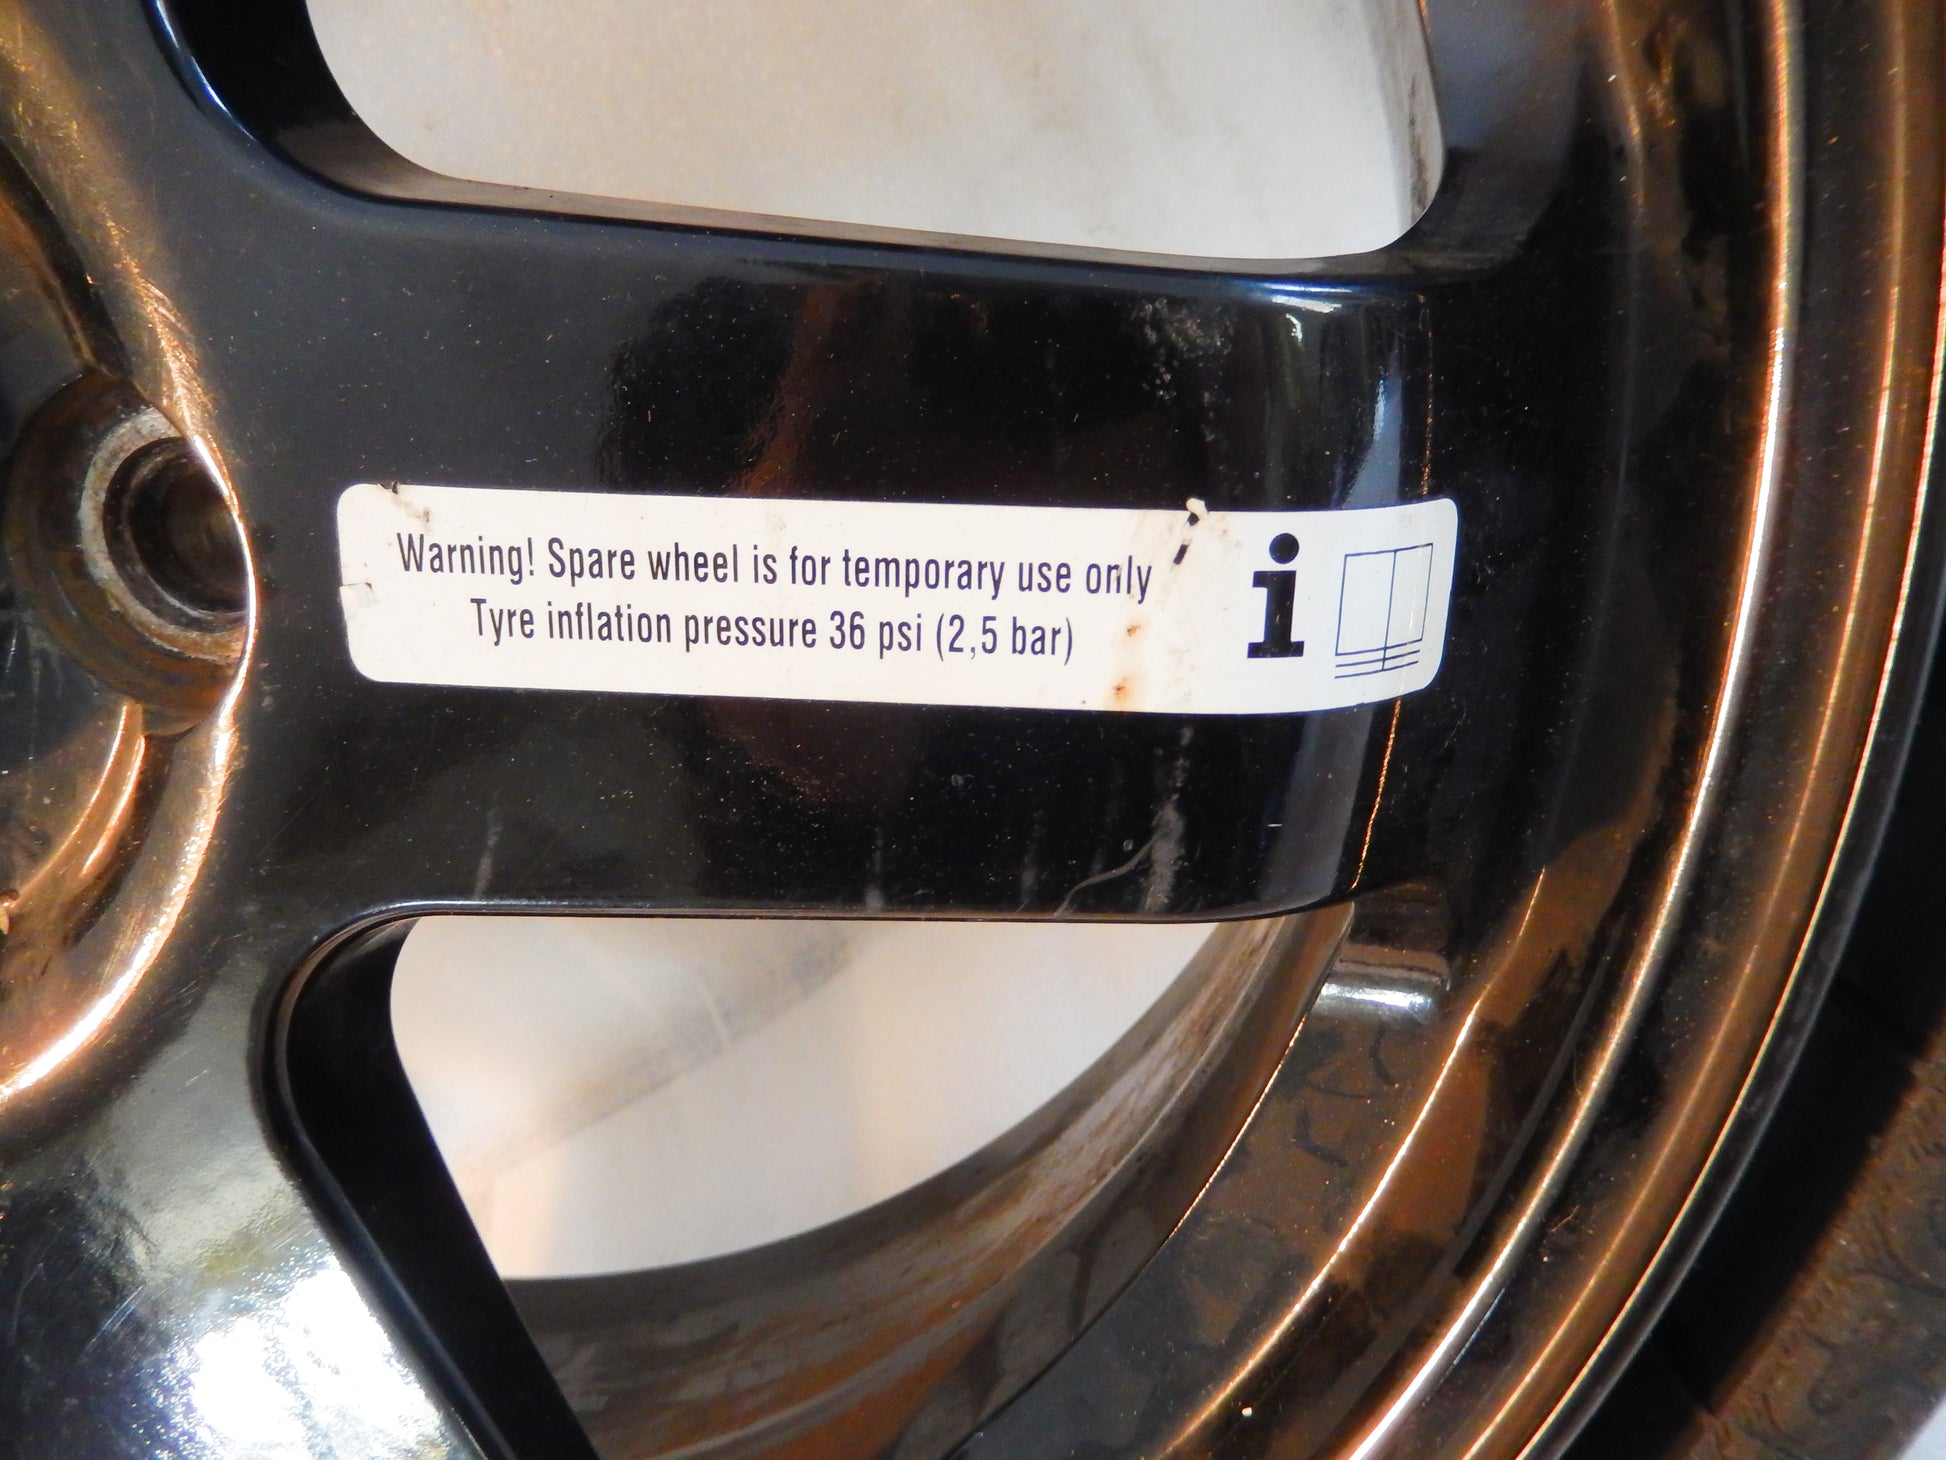 Warning! Spare wheel is for temporary use only
Tyre inflation pressure 36 psi (2,5 bar)
i